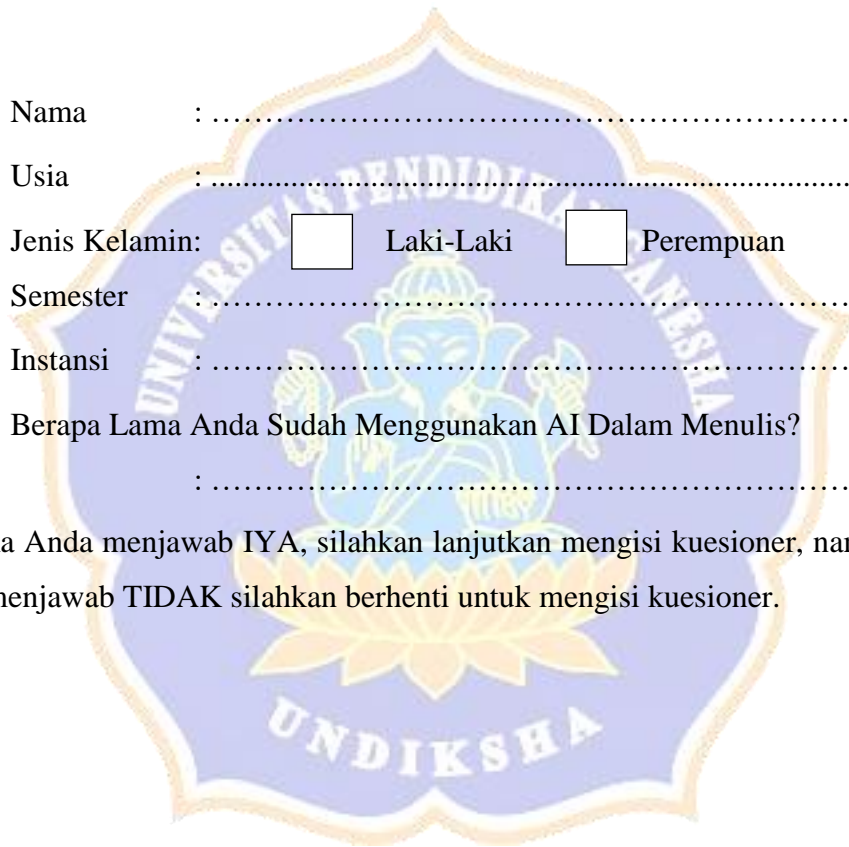 Nama : ……………………………………………………………
Usia : ......................................................................
Jenis Kelamin: Laki-Laki Perempuan
Semester : ……………………………………………………………
Instansi : ……………………………………………………………
Berapa Lama Anda Sudah Menggunakan AI Dalam Menulis?
: ……………………………………………………………
Anda menjawab IYA, silahkan lanjutkan mengisi kuesioner,
menjawab TIDAK silahkan berhenti untuk mengisi kuesioner.
UNIVERSITAS PENDIDIKAN GANESHA
UNDIKSHA